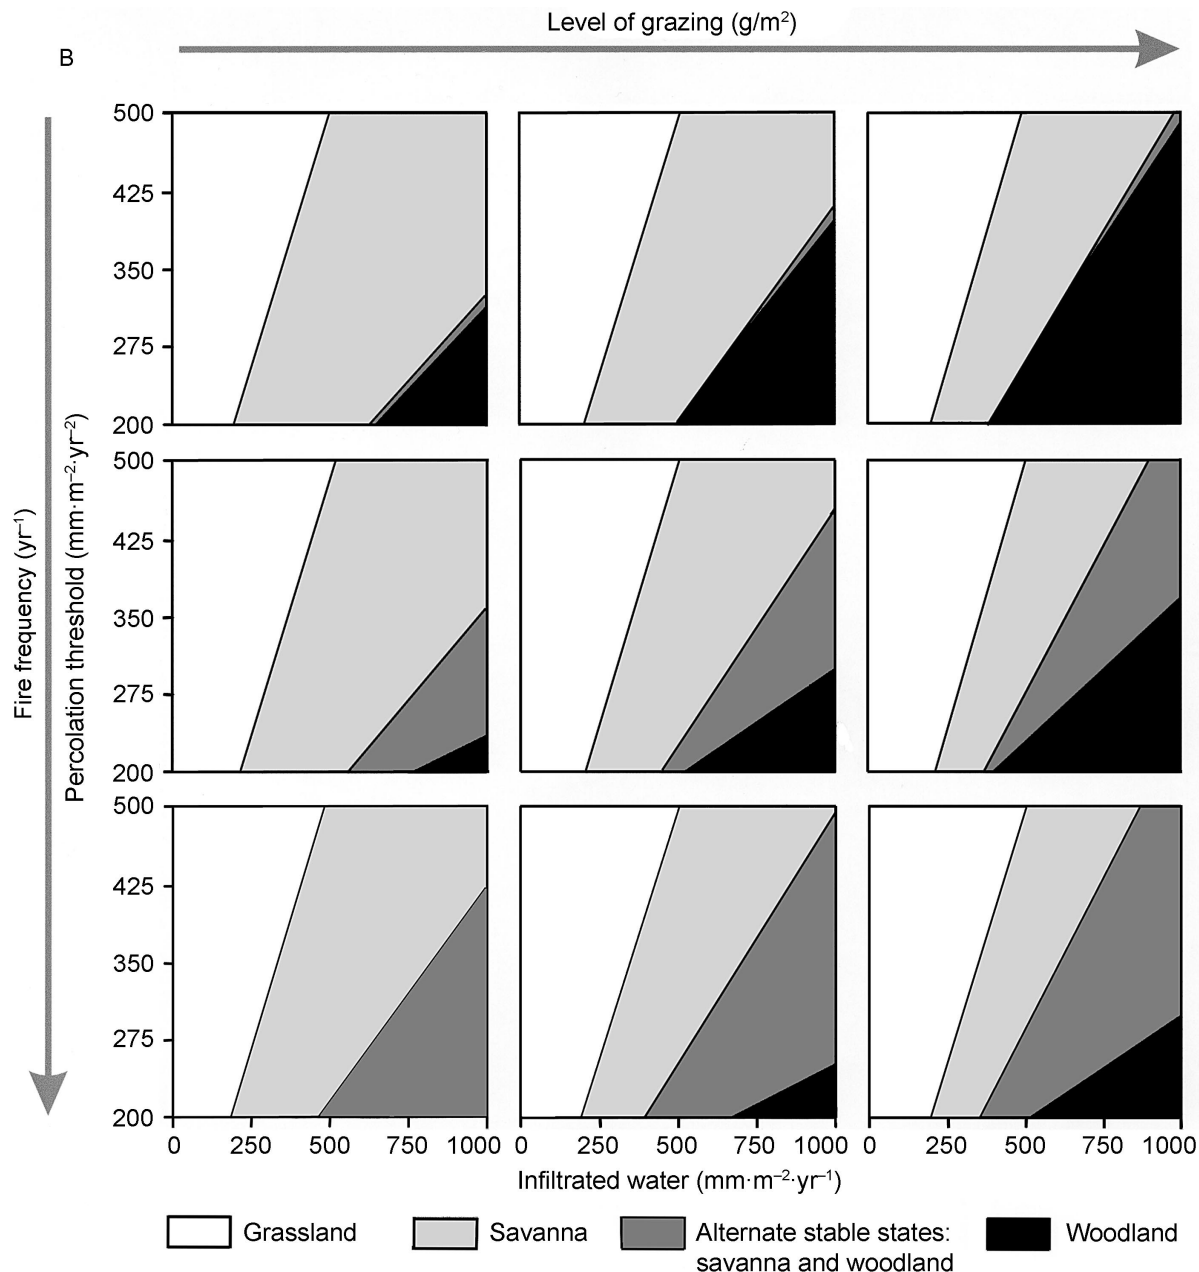 Level of grazing (g/m²)
B
Fire frequency (yr⁻¹)
Percolation threshold (mm·m⁻²·yr⁻²)
500
425
350
275
200
500
425
350
275
200
500
425
350
275
200
0 250 500 750 1000 0 250 500 750 1000 0 250 500 750 1000
Infiltrated water (mm·m⁻²·yr⁻¹)
Grassland Savanna Alternate stable states: Woodland
savanna and woodland